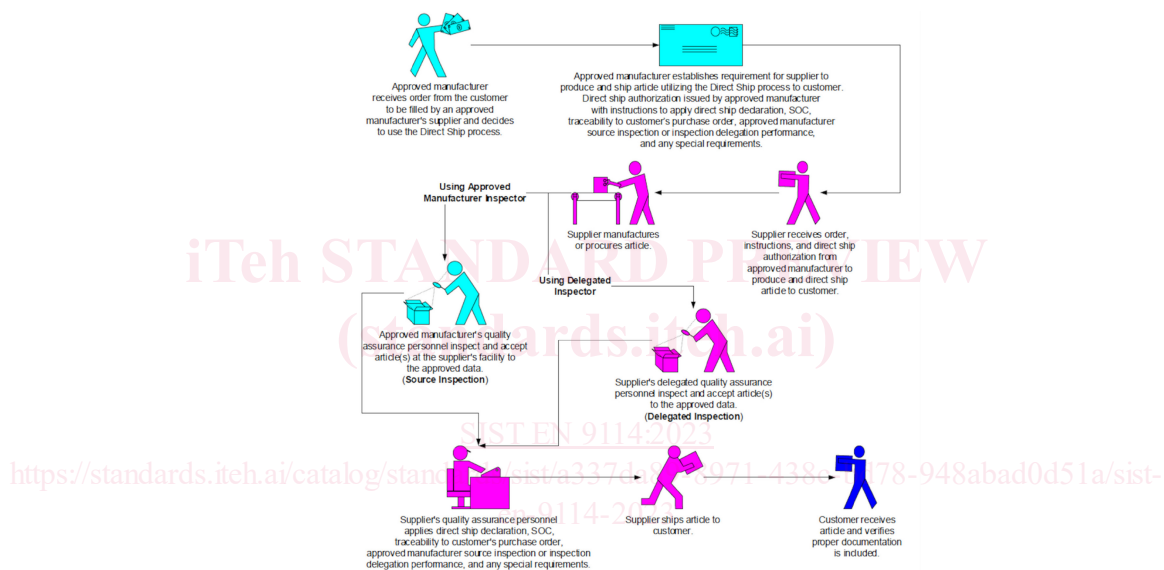 Approved manufacturer
receives order from the customer
to be filled by an approved
manufacturer's supplier and decides
to use the Direct Ship process.
Approved manufacturer establishes requirement for supplier to
produce and ship article utilizing the Direct Ship process to customer.
Direct ship authorization issued by approved manufacturer
with instructions to apply direct ship declaration, SOC,
traceability to customer's purchase order, approved manufacturer
source inspection or inspection delegation performance,
and any special requirements.
Using Approved
Manufacturer Inspector
Supplier manufactures
or procures article.
Supplier receives order,
instructions, and direct ship
authorization from
approved manufacturer to
produce and direct ship
article to customer.
iTeh STANDARD PREVIEW
Using Delegated
Inspector
(standards.iteh.ai)
Approved manufacturer's quality
assurance personnel inspect and accept
article(s) at the supplier's facility to
the approved data.
(Source Inspection)
Supplier's delegated quality assurance
personnel inspect and accept article(s)
to the approved data.
(Delegated Inspection)
SIST EN 9114:2023
https://standards.iteh.ai/catalog/
948abad0d51a/sist-
9114-2023
Supplier's quality assurance personnel
applies direct ship declaration, SOC,
traceability to customer's purchase order,
approved manufacturer source inspection or inspection
delegation performance, and any special requirements.
Supplier ships article to
customer.
Customer receives
article and verifies
proper documentation
is included.